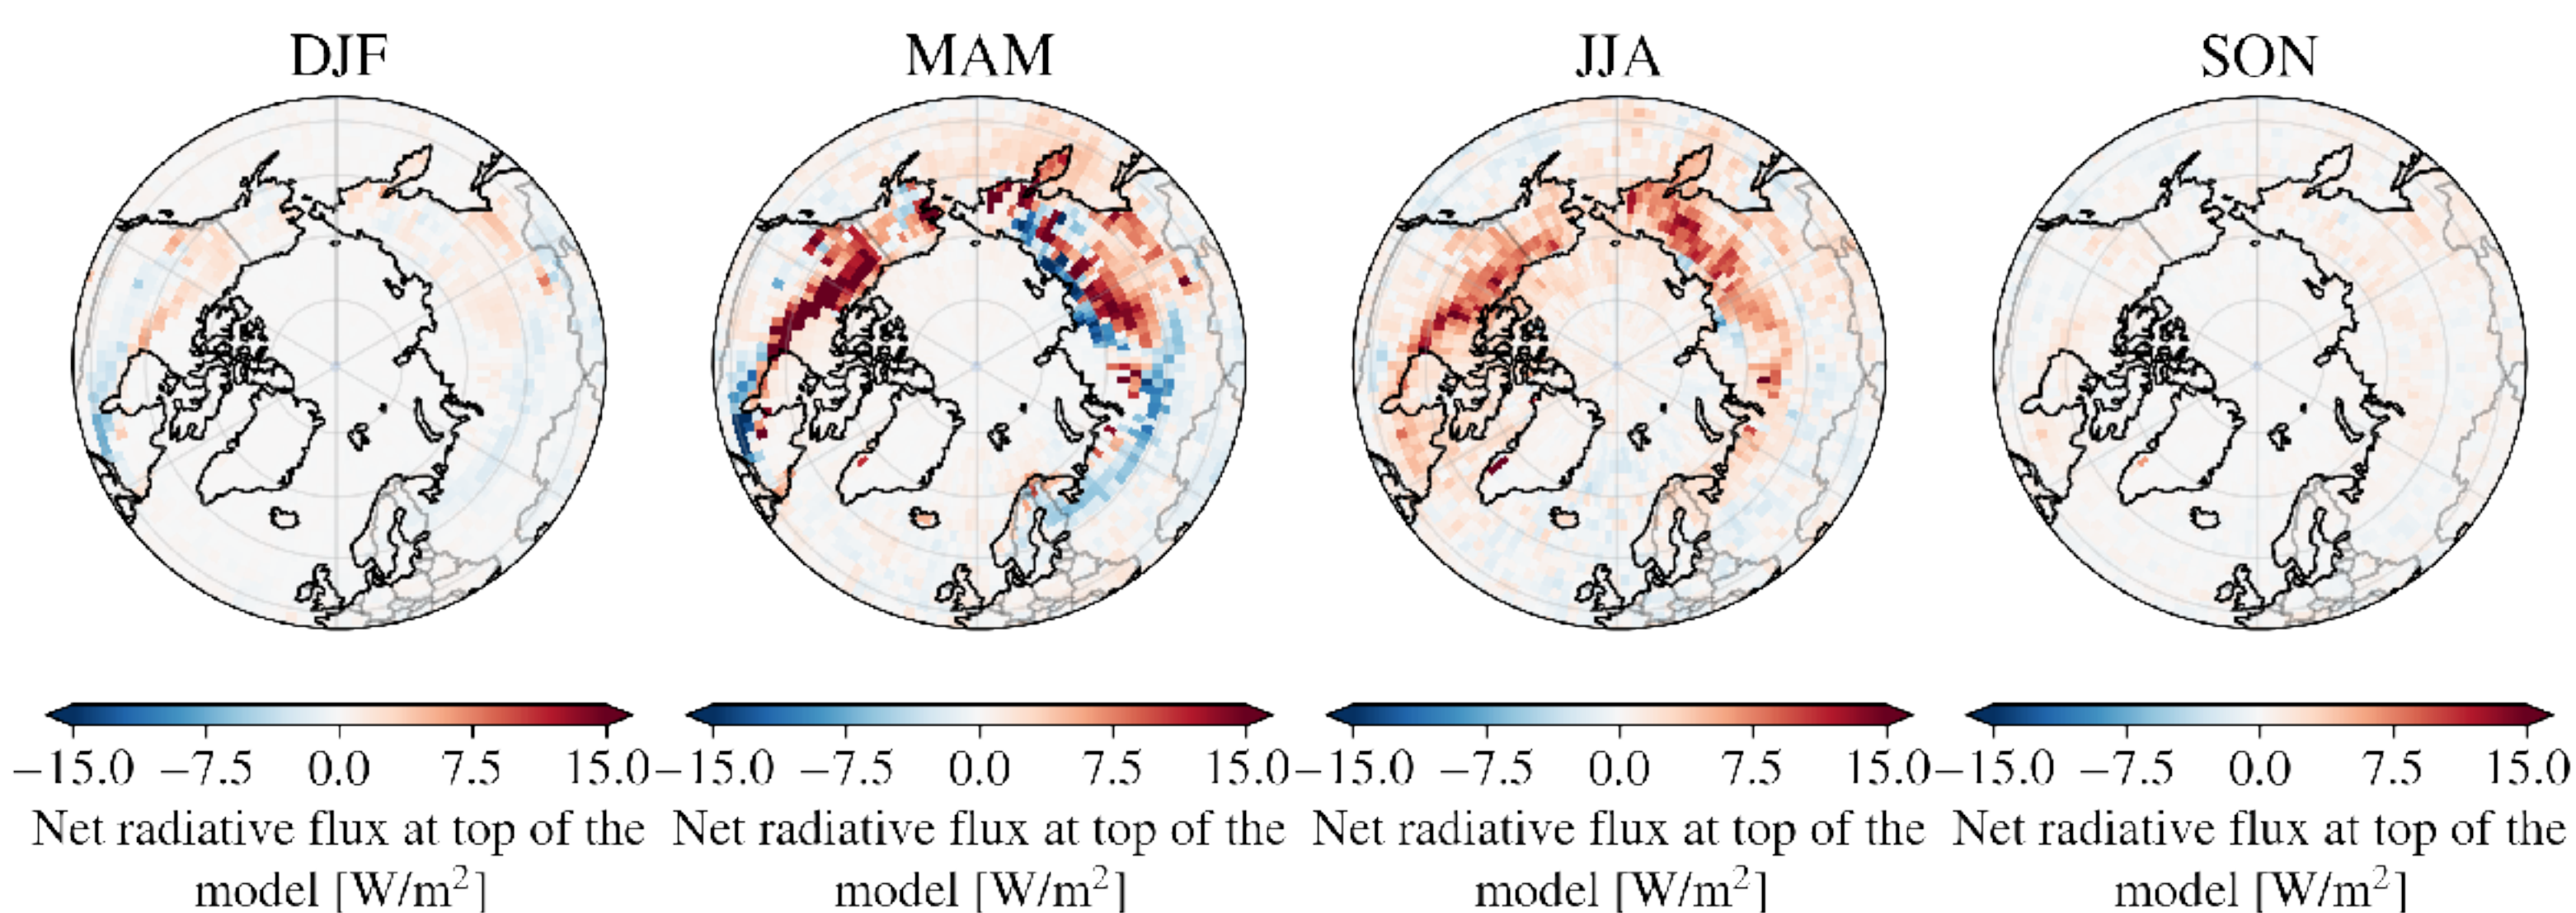 DJF MAM JJA SON
−15.0 −7.5 0.0 7.5 15.0 −15.0 −7.5 0.0 7.5 15.0 −15.0 −7.5 0.0 7.5 15.0 −15.0 −7.5 0.0 7.5 15.0
Net radiative flux at top of the Net radiative flux at top of the Net radiative flux at top of the Net radiative flux at top of the
model [W/m²] model [W/m²] model [W/m²] model [W/m²]